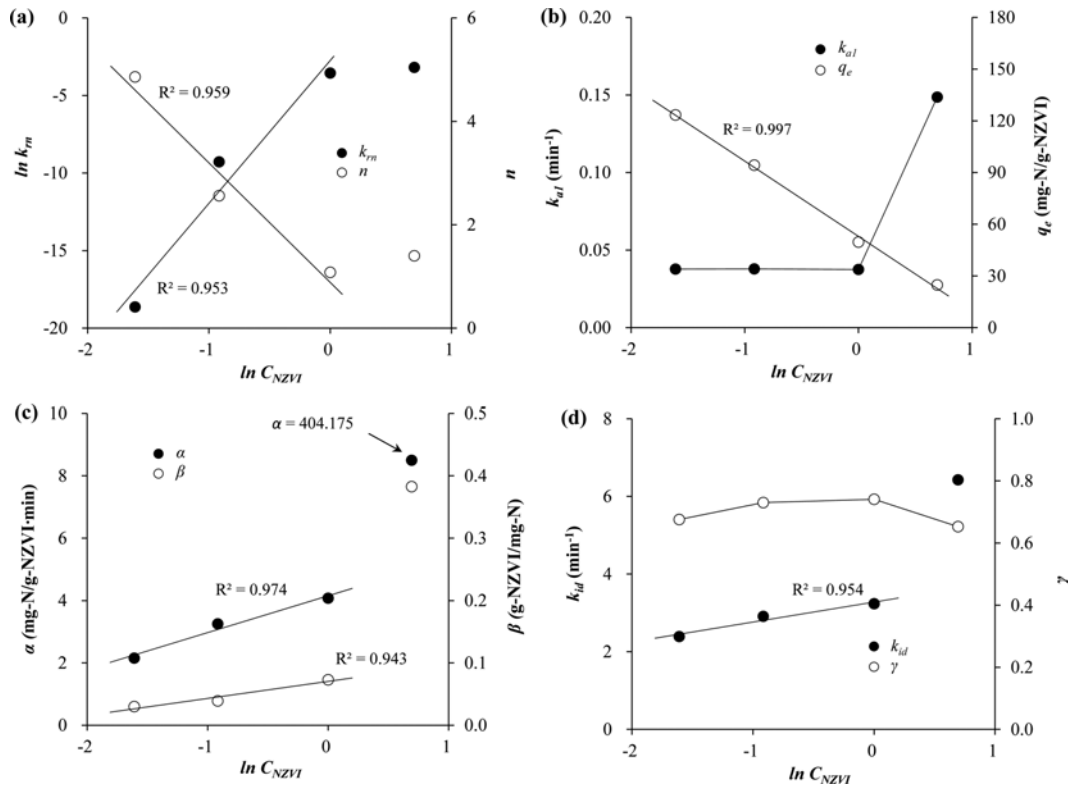 (a)
0
-5
-10
-15
-20
ln k_rn
6
4
2
0
n
R² = 0.959
R² = 0.953
k_rn
n
-2 -1 0 1
ln C_NZVI
(b)
0.20
0.15
0.10
0.05
0.00
k_a1 (min⁻¹)
180
150
120
90
60
30
0
q_e (mg-N/g-NZVI)
k_a1
q_e
R² = 0.997
-2 -1 0 1
ln C_NZVI
(c)
10
8
6
4
2
0
α (mg-N/g-NZVI·min)
0.5
0.4
0.3
0.2
0.1
0.0
β (g-NZVI/mg-N)
α = 404.175
α
β
R² = 0.974
R² = 0.943
-2 -1 0 1
ln C_NZVI
(d)
8
6
4
2
0
k_id (min⁻¹)
1.0
0.8
0.6
0.4
0.2
0.0
γ
R² = 0.954
k_id
γ
-2 -1 0 1
ln C_NZVI